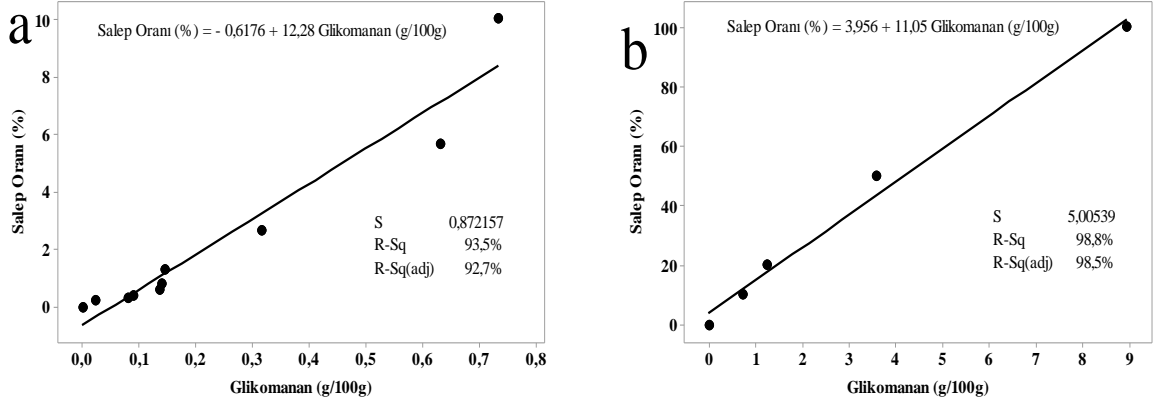 a
Salep Oranı (%) = - 0,6176 + 12,28 Glikomanan (g/100g)
Salep Oranı (%)
10
8
6
4
2
0
S 0,872157
R-Sq 93,5%
R-Sq(adj) 92,7%
0,0 0,1 0,2 0,3 0,4 0,5 0,6 0,7 0,8
Glikomanan (g/100g)
b
Salep Oranı (%) = 3,956 + 11,05 Glikomanan (g/100g)
Salep Oranı (%)
100
80
60
40
20
0
S 5,00539
R-Sq 98,8%
R-Sq(adj) 98,5%
0 1 2 3 4 5 6 7 8 9
Glikomanan (g/100g)